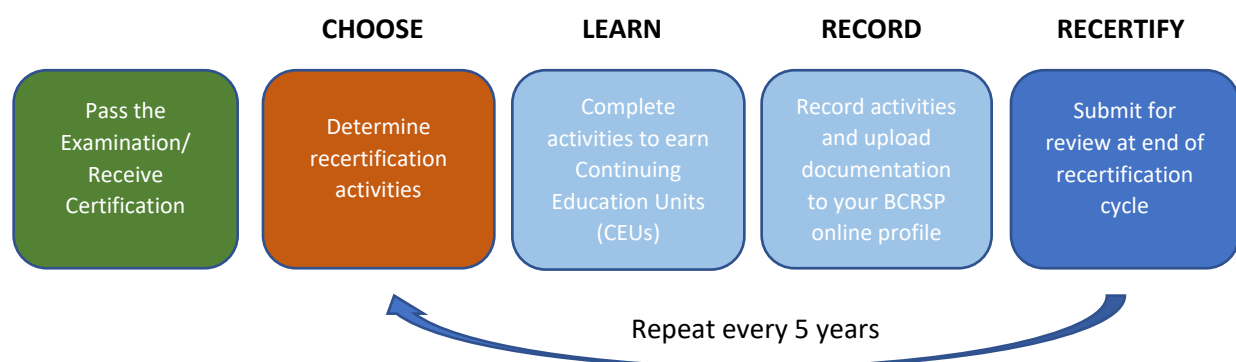 CHOOSE
LEARN
RECORD
RECERTIFY
Pass the
Examination/
Receive
Certification
Determine
recertification
activities
Complete
activities to earn
Continuing
Education Units
(CEUs)
Record activities
and upload
documentation
to your BCRSP
online profile
Submit for
review at end of
recertification
cycle
Repeat every 5 years